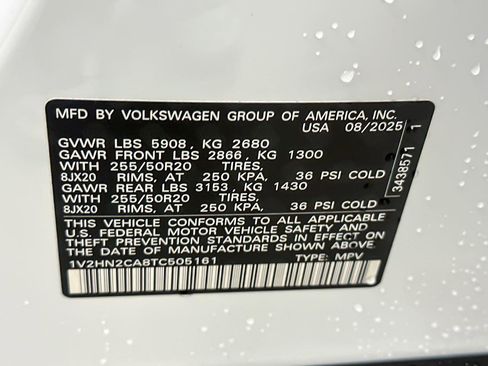 MFD BY VOLKSWAGEN GROUP OF AMERICA, INC.
USA 08/2025
GVWR LBS 5908, KG 2680
GAWR FRONT LBS 2866, KG 1300
WITH 255/50R20 TIRES,
8JX20 RIMS, AT 250 KPA, 36 PSI COLD
GAWR REAR LBS 3153, KG 1430
WITH 255/50R20 TIRES,
8JX20 RIMS, AT 250 KPA, 36 PSI COLD
THIS VEHICLE CONFORMS TO ALL APPLICABLE
U.S. FEDERAL MOTOR VEHICLE SAFETY AND
THEFT PREVENTION STANDARDS IN EFFECT ON
THE DATE OF MANUFACTURE SHOWN ABOVE.
1V2HN2CA8TC505161 TYPE: MPV
3438571 1